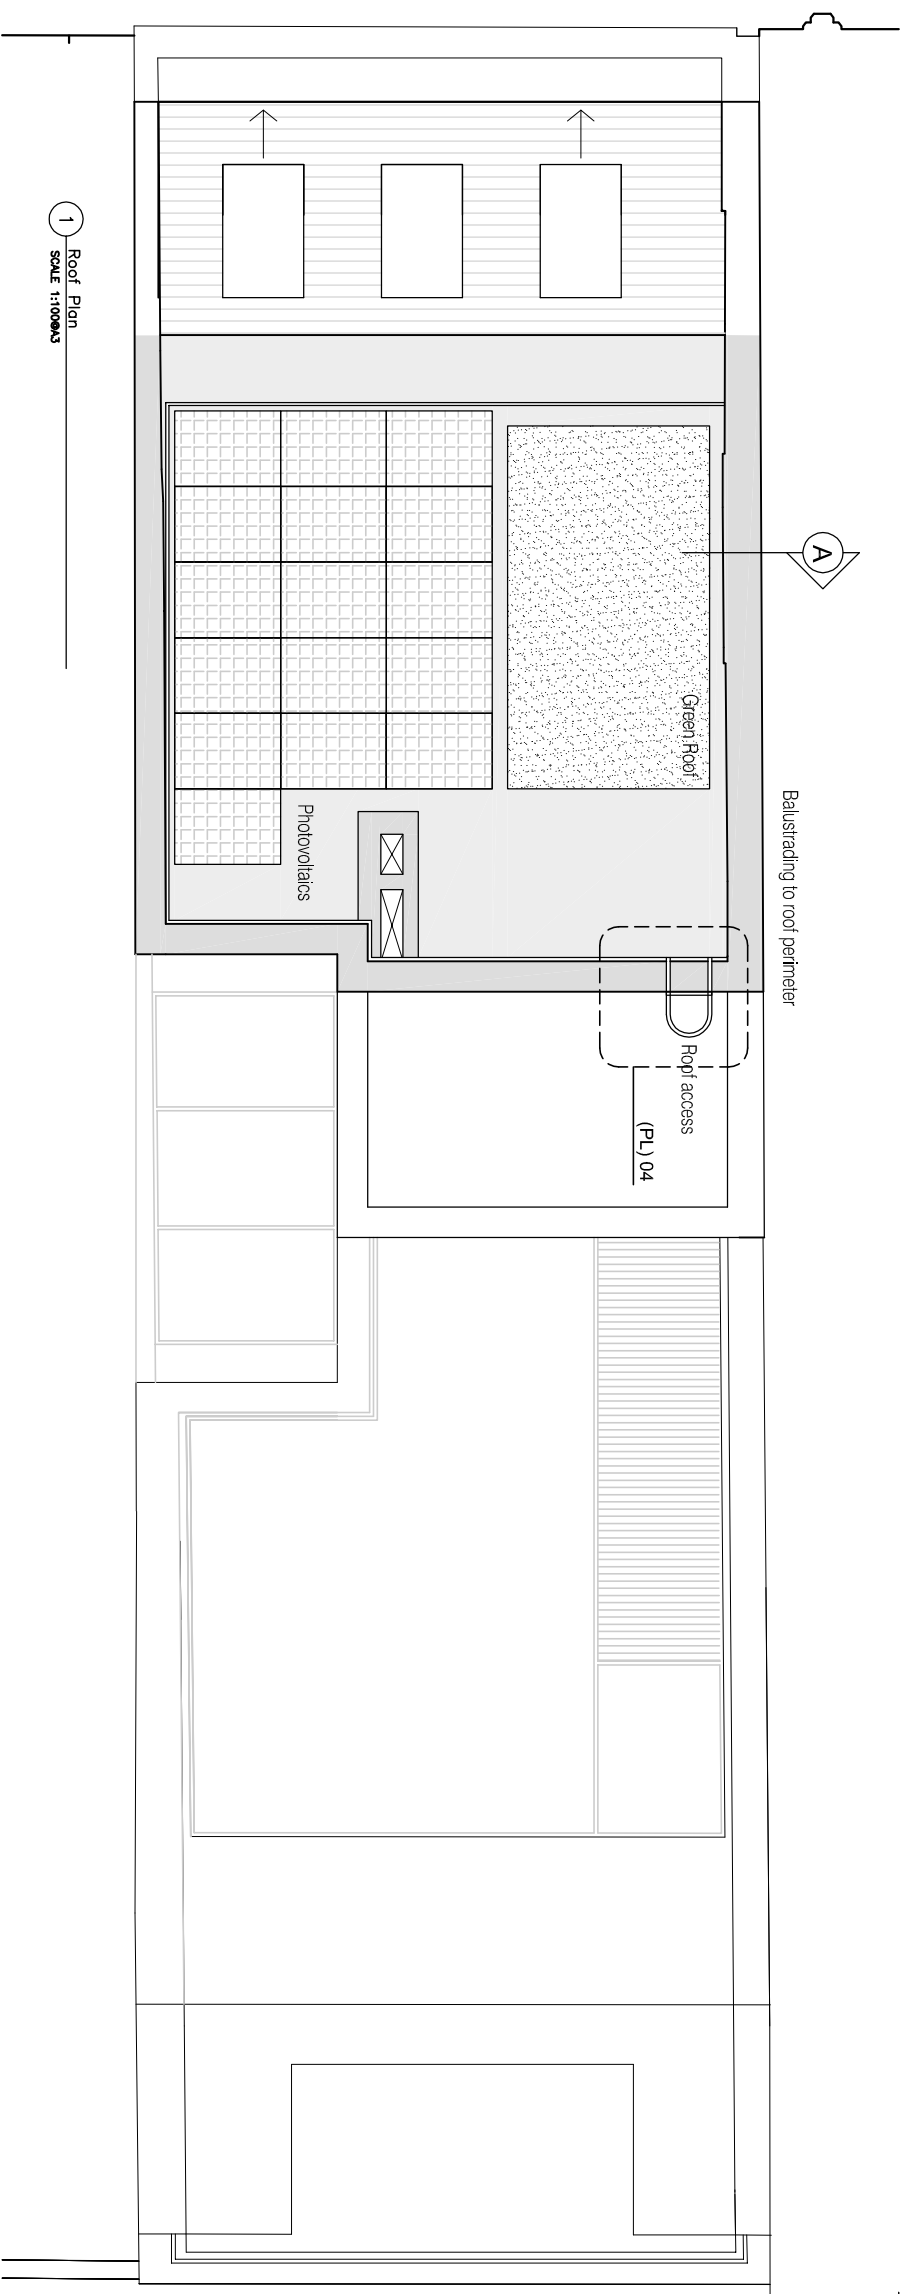 A
Balustrading to roof perimeter
Green Roof
Roof access
(PL) 04
Photovoltaics
1
Roof Plan
SCALE 1:100@A3